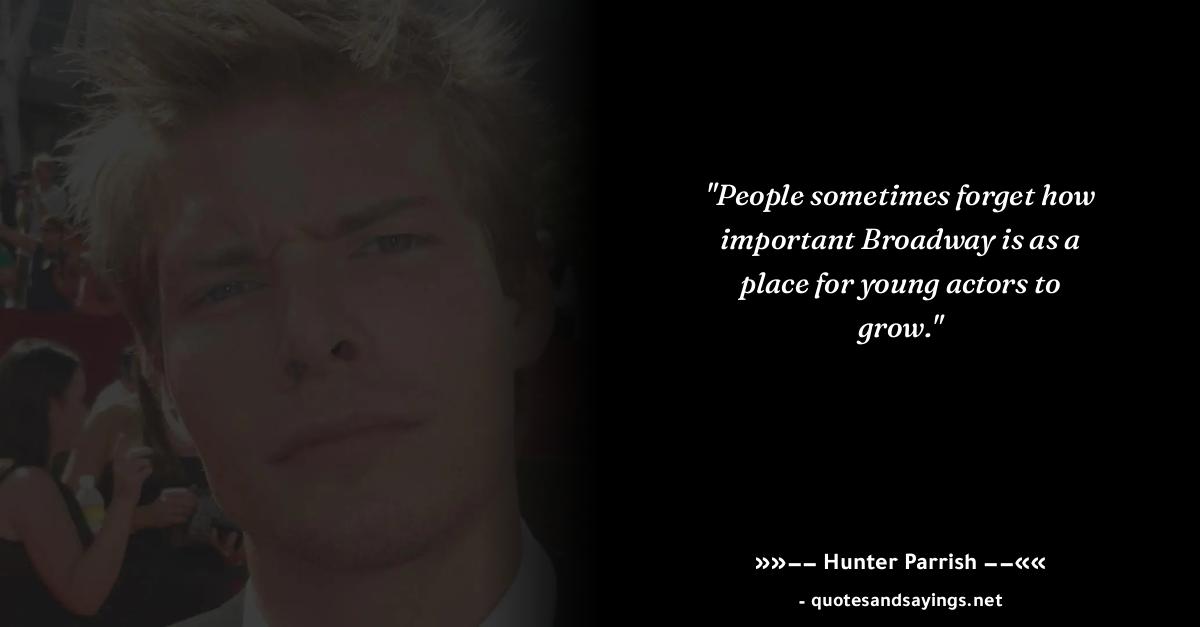 "People sometimes forget how
important Broadway is as a
place for young actors to
grow."
»»–– Hunter Parrish ––««
- quotesandsayings.net